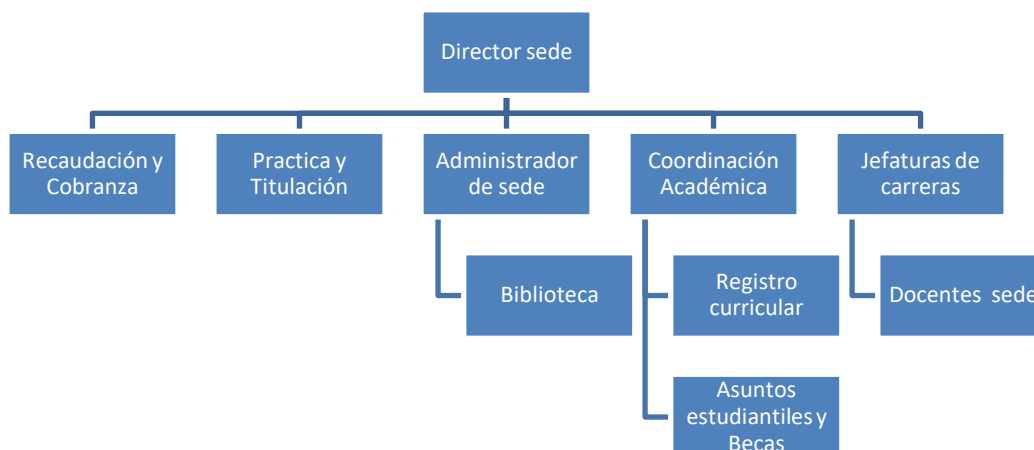 Director sede
Recaudación y
Cobranza
Practica y
Titulación
Administrador
de sede
Coordinación
Académica
Jefaturas de
carreras
Biblioteca
Registro
curricular
Docentes sede
Asuntos
estudiantiles y
Becas